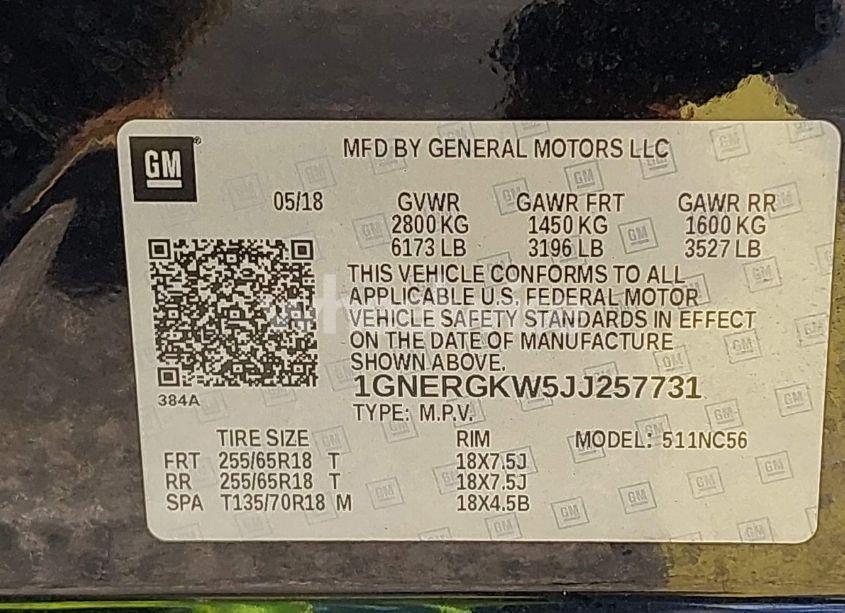 GM
MFD BY GENERAL MOTORS LLC
05/18 GVWR GAWR FRT GAWR RR
2800 KG 1450 KG 1600 KG
6173 LB 3196 LB 3527 LB
THIS VEHICLE CONFORMS TO ALL
APPLICABLE U.S. FEDERAL MOTOR
VEHICLE SAFETY STANDARDS IN EFFECT
ON THE DATE OF MANUFACTURE
SHOWN ABOVE.
384A
1GNERGKW5JJ257731
TYPE: M.P.V.
TIRE SIZE RIM MODEL: 511NC56
FRT 255/65R18 T 18X7.5J
RR 255/65R18 T 18X7.5J
SPA T135/70R18 M 18X4.5B